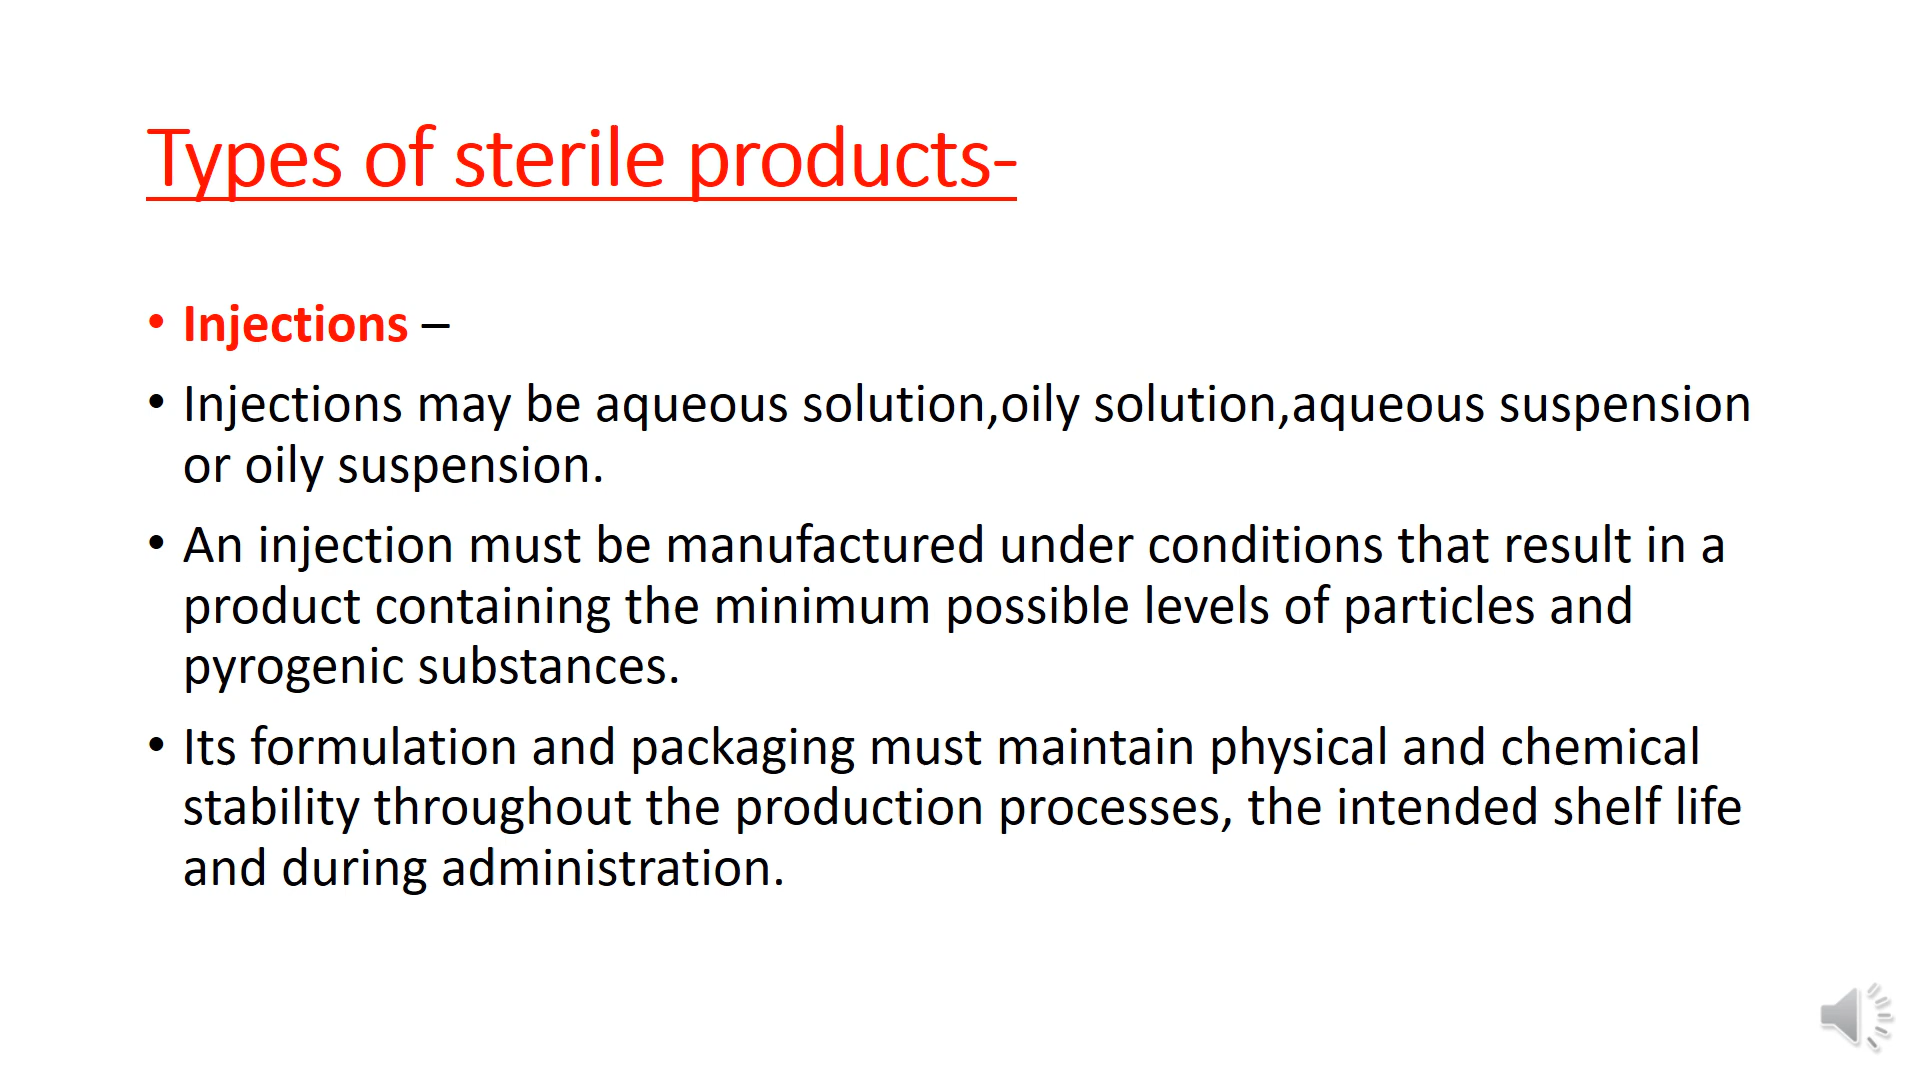 Types of sterile products-
• Injections –
• Injections may be aqueous solution,oily solution,aqueous suspension
or oily suspension.
• An injection must be manufactured under conditions that result in a
product containing the minimum possible levels of particles and
pyrogenic substances.
• Its formulation and packaging must maintain physical and chemical
stability throughout the production processes, the intended shelf life
and during administration.